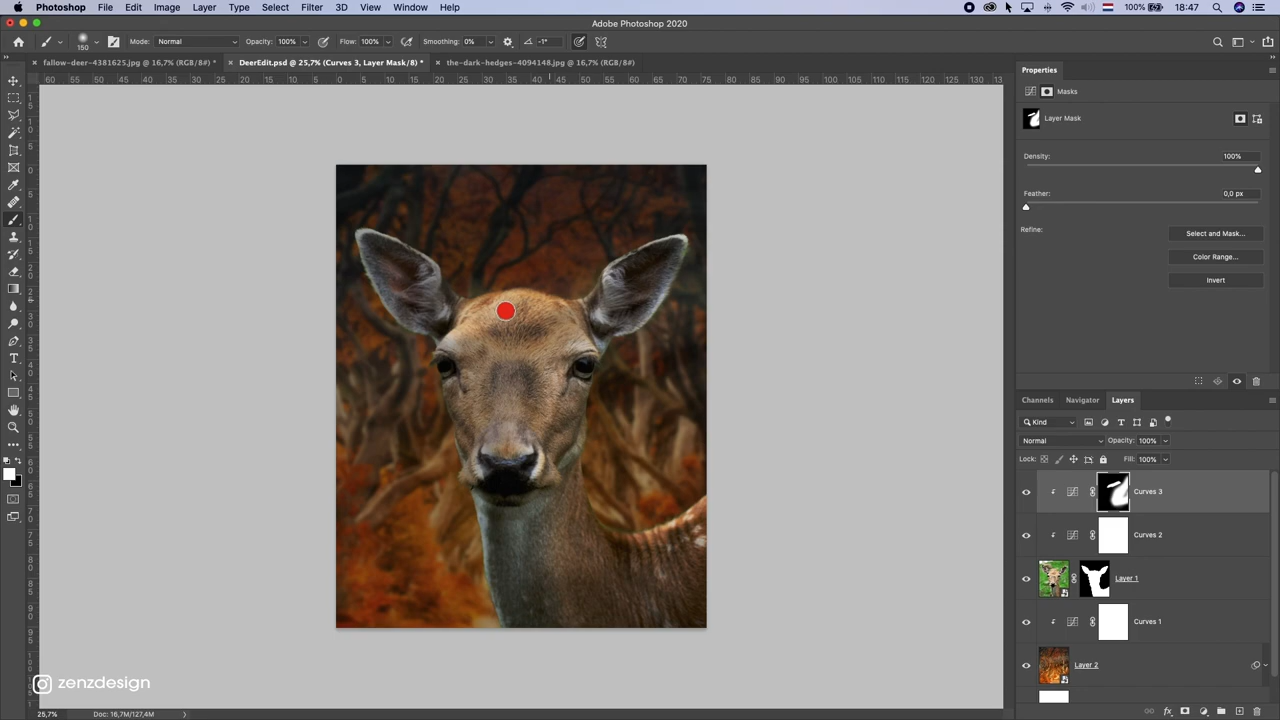 Photoshop File Edit Image Layer Type Select Filter 3D View Window Help 100% 18:47
Adobe Photoshop 2020
150 Mode: Normal Opacity: 100% Flow: 100% Smoothing: 0% -1°
fallow-deer-4381625.jpg @ 16,7% (RGB/8#) * DeerEdit.psd @ 25,7% (Curves 3, Layer Mask/8) * the-dark-hedges-4094148.jpg @ 16,7% (RGB/8#)
Properties
Masks
Layer Mask
Density: 100%
Feather: 0,0 px
Refine: Select and Mask...
Color Range...
Invert
Channels Navigator Layers
Kind
Normal Opacity: 100%
Lock: Fill: 100%
Curves 3
Curves 2
Layer 1
Curves 1
Layer 2
zenzdesign
25,7% Doc: 16,7M/127,4M